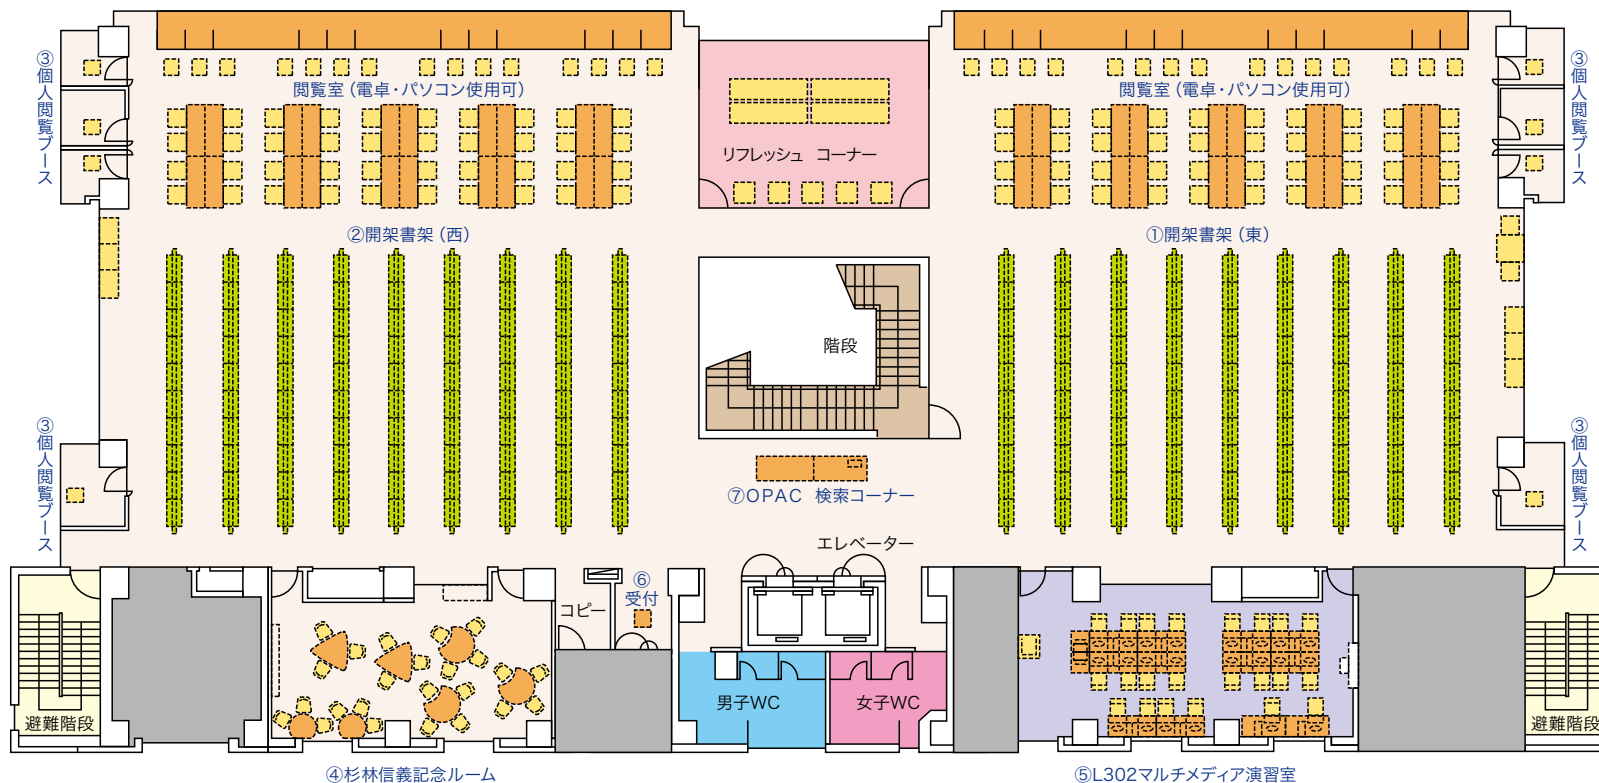 ③個人閲覧ブース
閲覧室（電卓・パソコン使用可）
リフレッシュ コーナー
閲覧室（電卓・パソコン使用可）
③個人閲覧ブース
②開架書架（西）
①開架書架（東）
階段
③個人閲覧ブース
⑦OPAC 検索コーナー
③個人閲覧ブース
エレベーター
コピー
⑥
受付
避難階段
男子WC
女子WC
避難階段
④杉林信義記念ルーム
⑤L302マルチメディア演習室